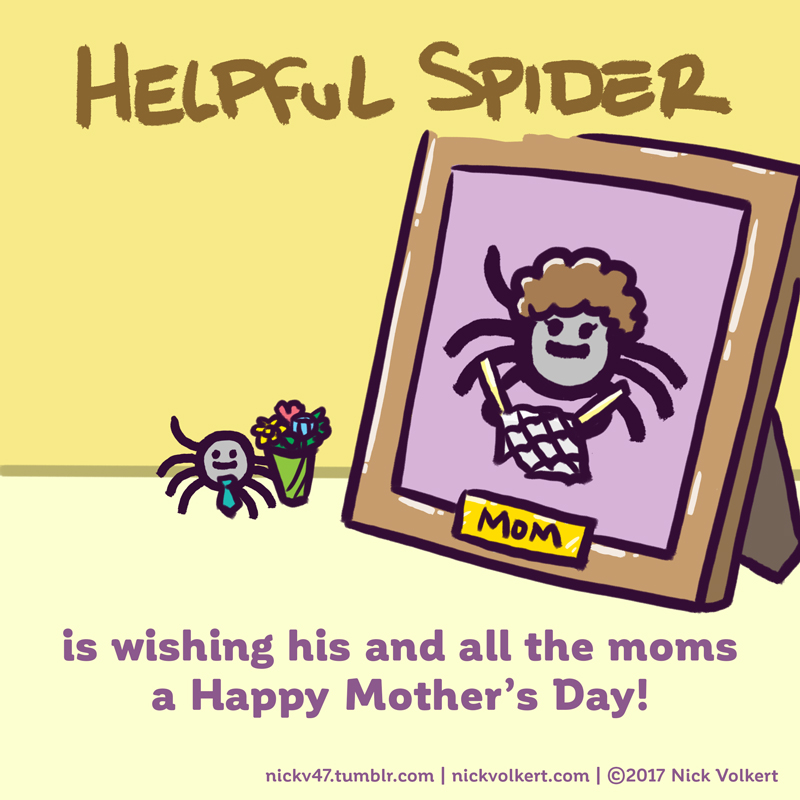 HELPFUL SPIDER
MOM
is wishing his and all the moms
a Happy Mother's Day!
nickv47.tumblr.com | nickvolkert.com | ©2017 Nick Volkert